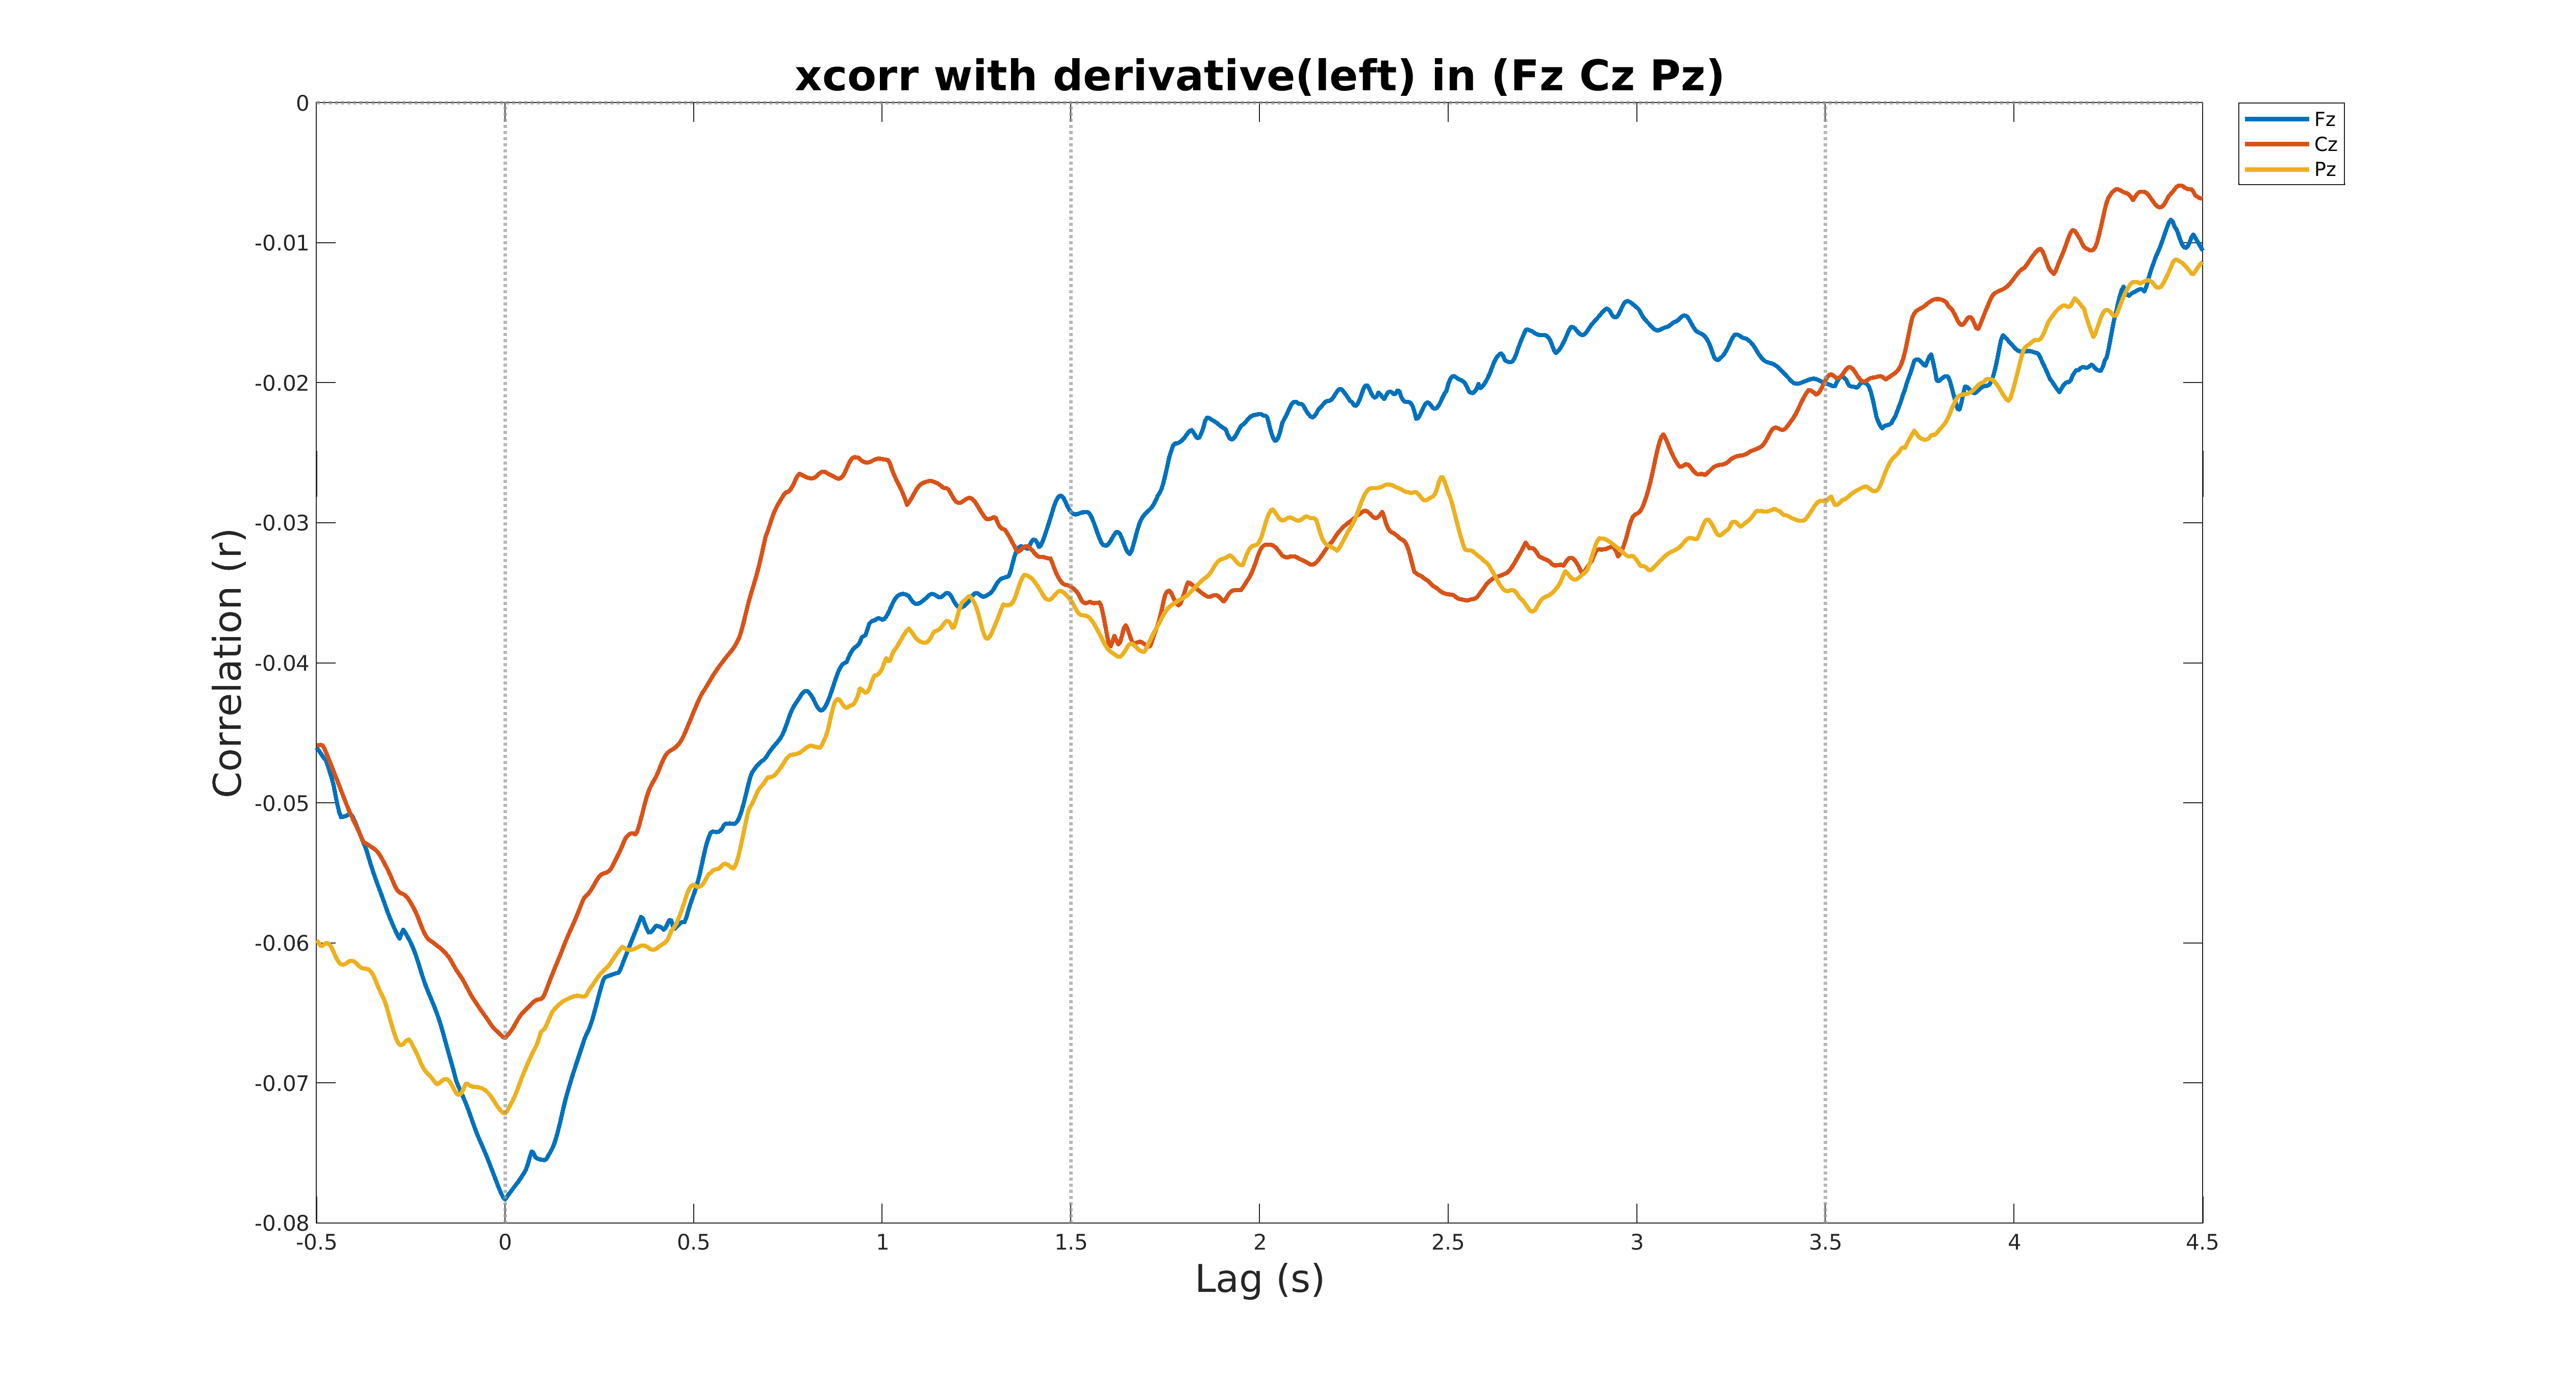 xcorr with derivative(left) in (Fz Cz Pz)
Fz
Cz
Pz
Correlation (r)
0
-0.01
-0.02
-0.03
-0.04
-0.05
-0.06
-0.07
-0.08
-0.5 0 0.5 1 1.5 2 2.5 3 3.5 4 4.5
Lag (s)